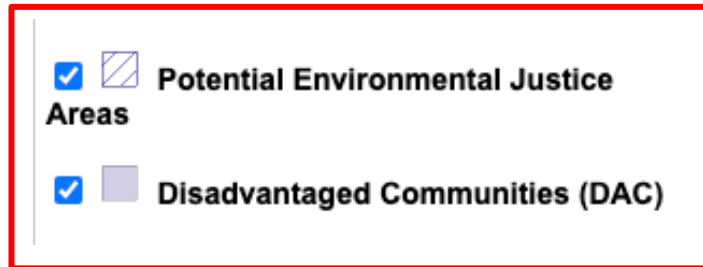 Potential Environmental Justice
Areas
Disadvantaged Communities (DAC)